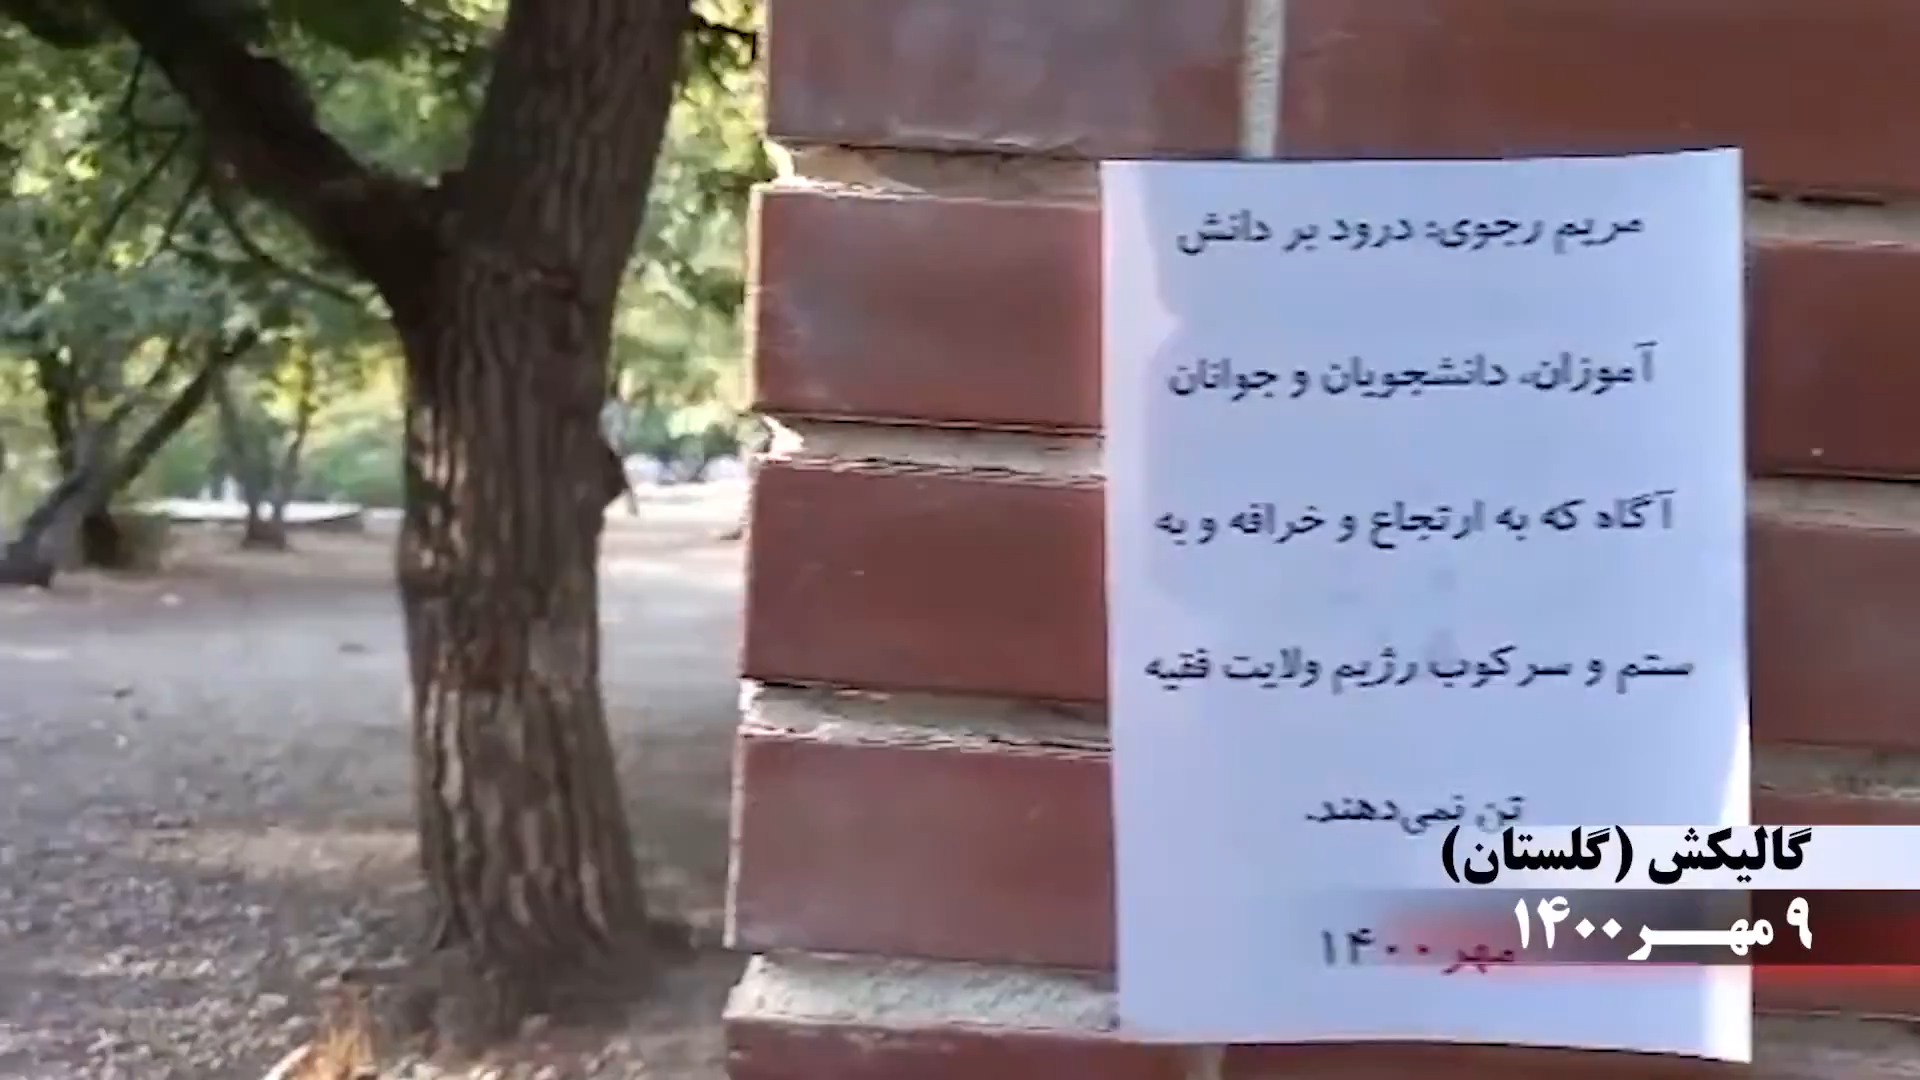 مریم رجوی: درود بر دانش
آموزان، دانشجویان و جوانان
آگاه که به ارتجاع و خرافه و به
ستم و سرکوب رژیم ولایت فقیه
تن نمی‌دهند.
مهر ۱۴۰۰
گالیکش (گلستان)
۹ مهر ۱۴۰۰